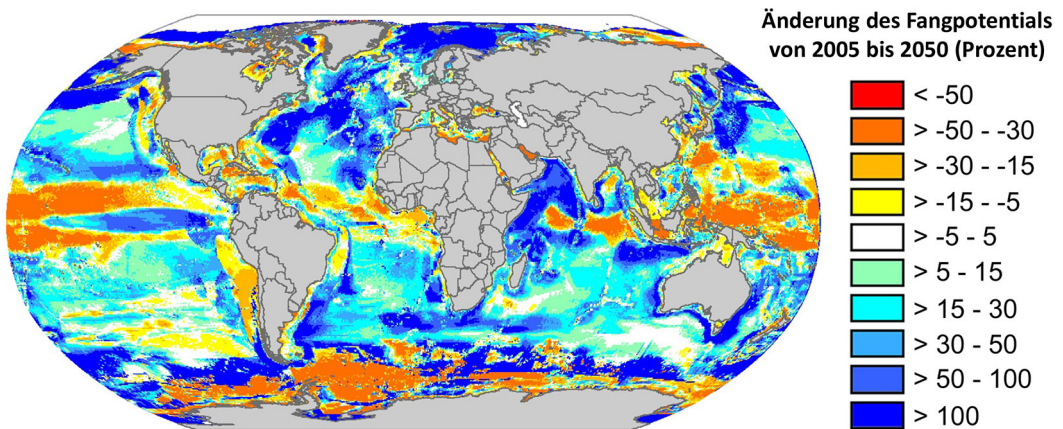 Änderung des Fangpotentials
von 2005 bis 2050 (Prozent)
< -50
> -50 - -30
> -30 - -15
> -15 - -5
> -5 - 5
> 5 - 15
> 15 - 30
> 30 - 50
> 50 - 100
> 100